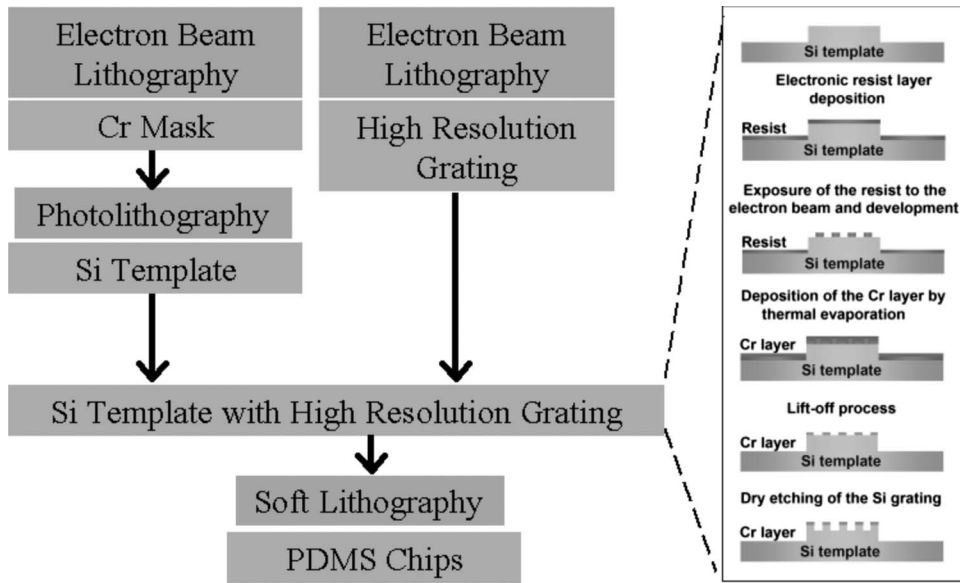 Electron Beam
Lithography
Cr Mask
Photolithography
Si Template
Electron Beam
Lithography
High Resolution
Grating
Si Template with High Resolution Grating
Soft Lithography
PDMS Chips
Si template
Electronic resist layer
deposition
Resist
Si template
Exposure of the resist to the
electron beam and development
Resist
Si template
Deposition of the Cr layer by
thermal evaporation
Cr layer
Si template
Lift-off process
Cr layer
Si template
Dry etching of the Si grating
Cr layer
Si template